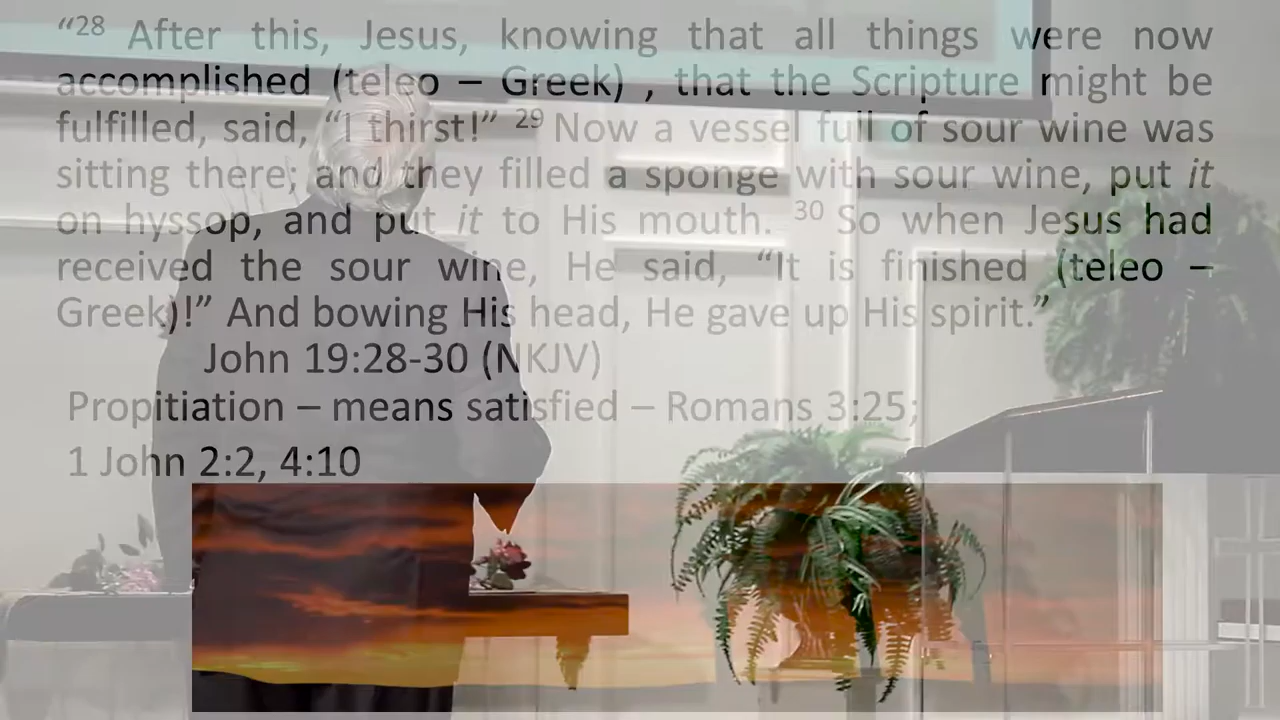 “28 After this, Jesus, knowing that all things were now
accomplished (teleo – Greek) , that the Scripture might be
fulfilled, said, “I thirst!” 29 Now a vessel full of sour wine was
sitting there; and they filled a sponge with sour wine, put it
on hyssop, and put it to His mouth. 30 So when Jesus had
received the sour wine, He said, “It is finished (teleo –
Greek)!” And bowing His head, He gave up His spirit.”
John 19:28-30 (NKJV)
Propitiation – means satisfied – Romans 3:25;
1 John 2:2, 4:10